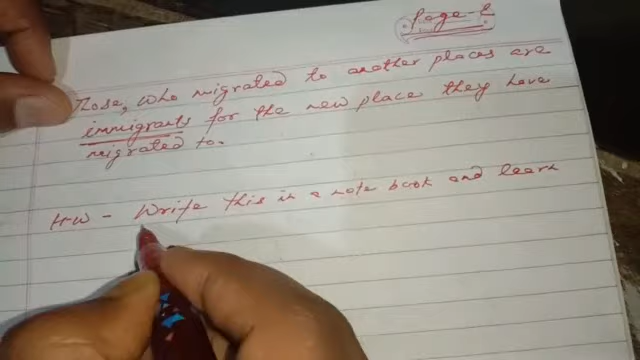 Page-2
Those, who migrated to another places are
immigrants for the new place they have
migrated to.
HW - Write this in a note book and learn